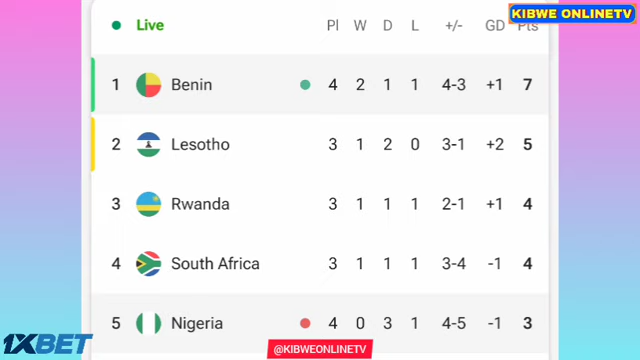 KIBWE ONLINETV
Live Pl W D L +/- GD Pts
1 Benin 4 2 1 1 4-3 +1 7
2 Lesotho 3 1 2 0 3-1 +2 5
3 Rwanda 3 1 1 1 2-1 +1 4
4 South Africa 3 1 1 1 3-4 -1 4
5 Nigeria 4 0 3 1 4-5 -1 3
1XBET
@KIBWEONLINETV